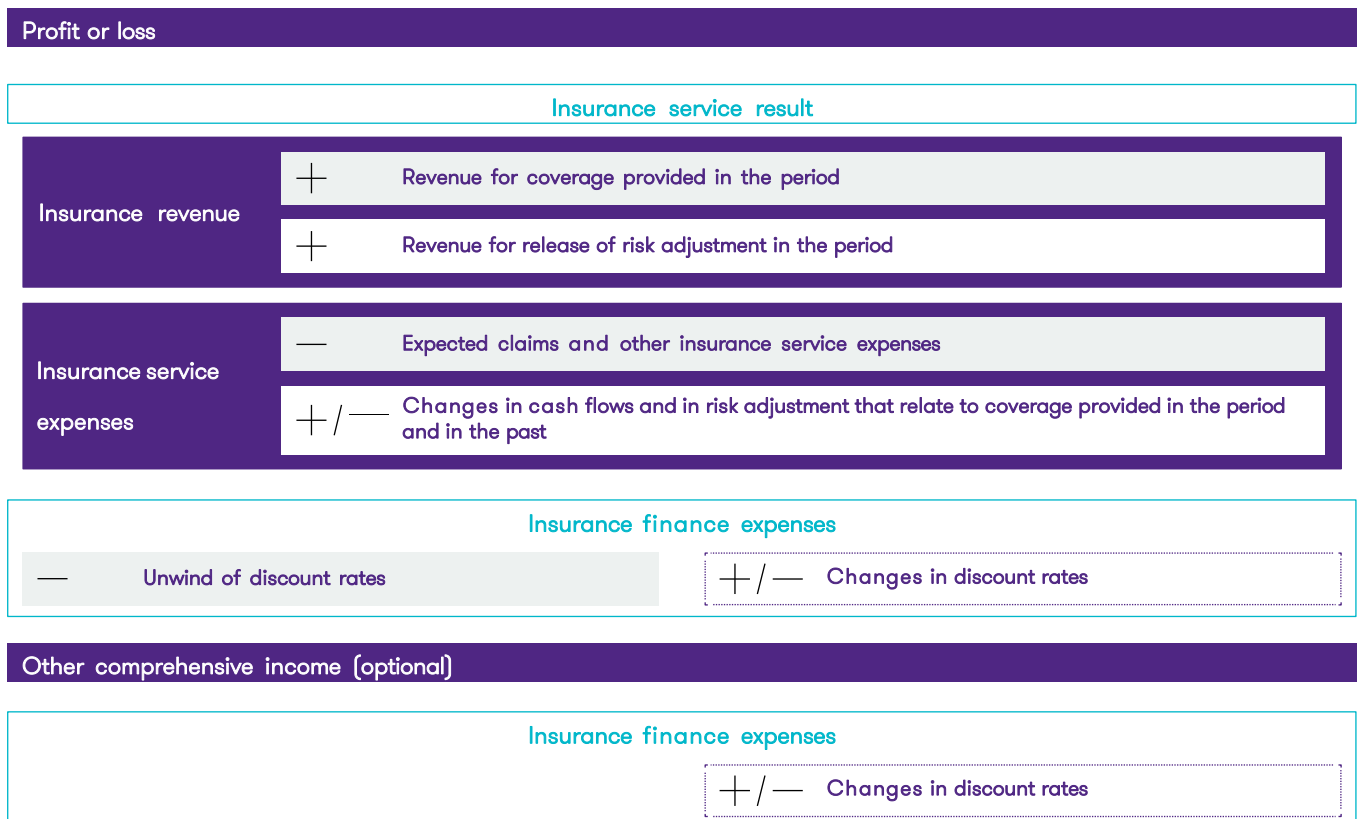 Profit or loss
Insurance service result
Insurance revenue
+ Revenue for coverage provided in the period
+ Revenue for release of risk adjustment in the period
Insurance service
expenses
— Expected claims and other insurance service expenses
+/— Changes in cash flows and in risk adjustment that relate to coverage provided in the period
and in the past
Insurance finance expenses
— Unwind of discount rates
+/— Changes in discount rates
Other comprehensive income (optional)
Insurance finance expenses
+/— Changes in discount rates